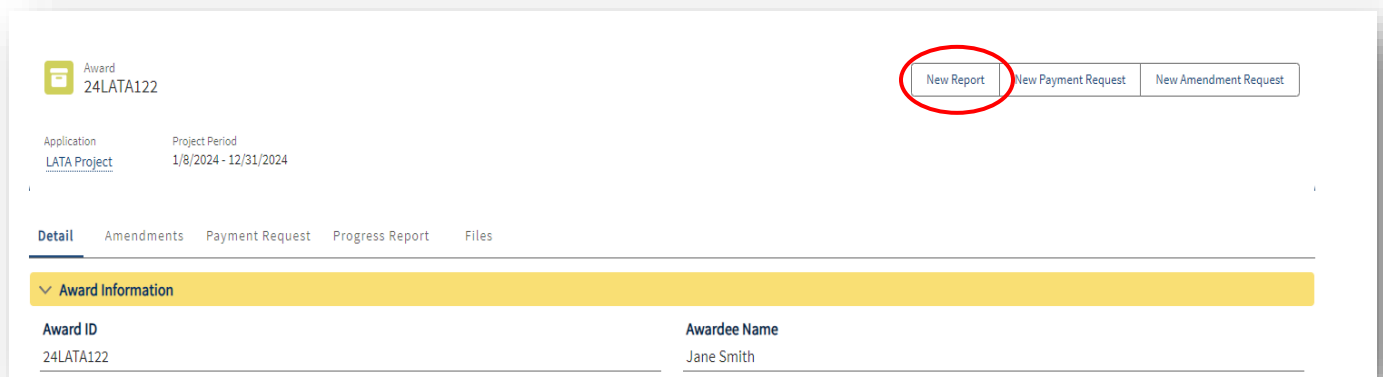 Award
24LATA122
New Report New Payment Request New Amendment Request
Application Project Period
LATA Project 1/8/2024 - 12/31/2024
Detail Amendments Payment Request Progress Report Files
Award Information
Award ID Awardee Name
24LATA122 Jane Smith